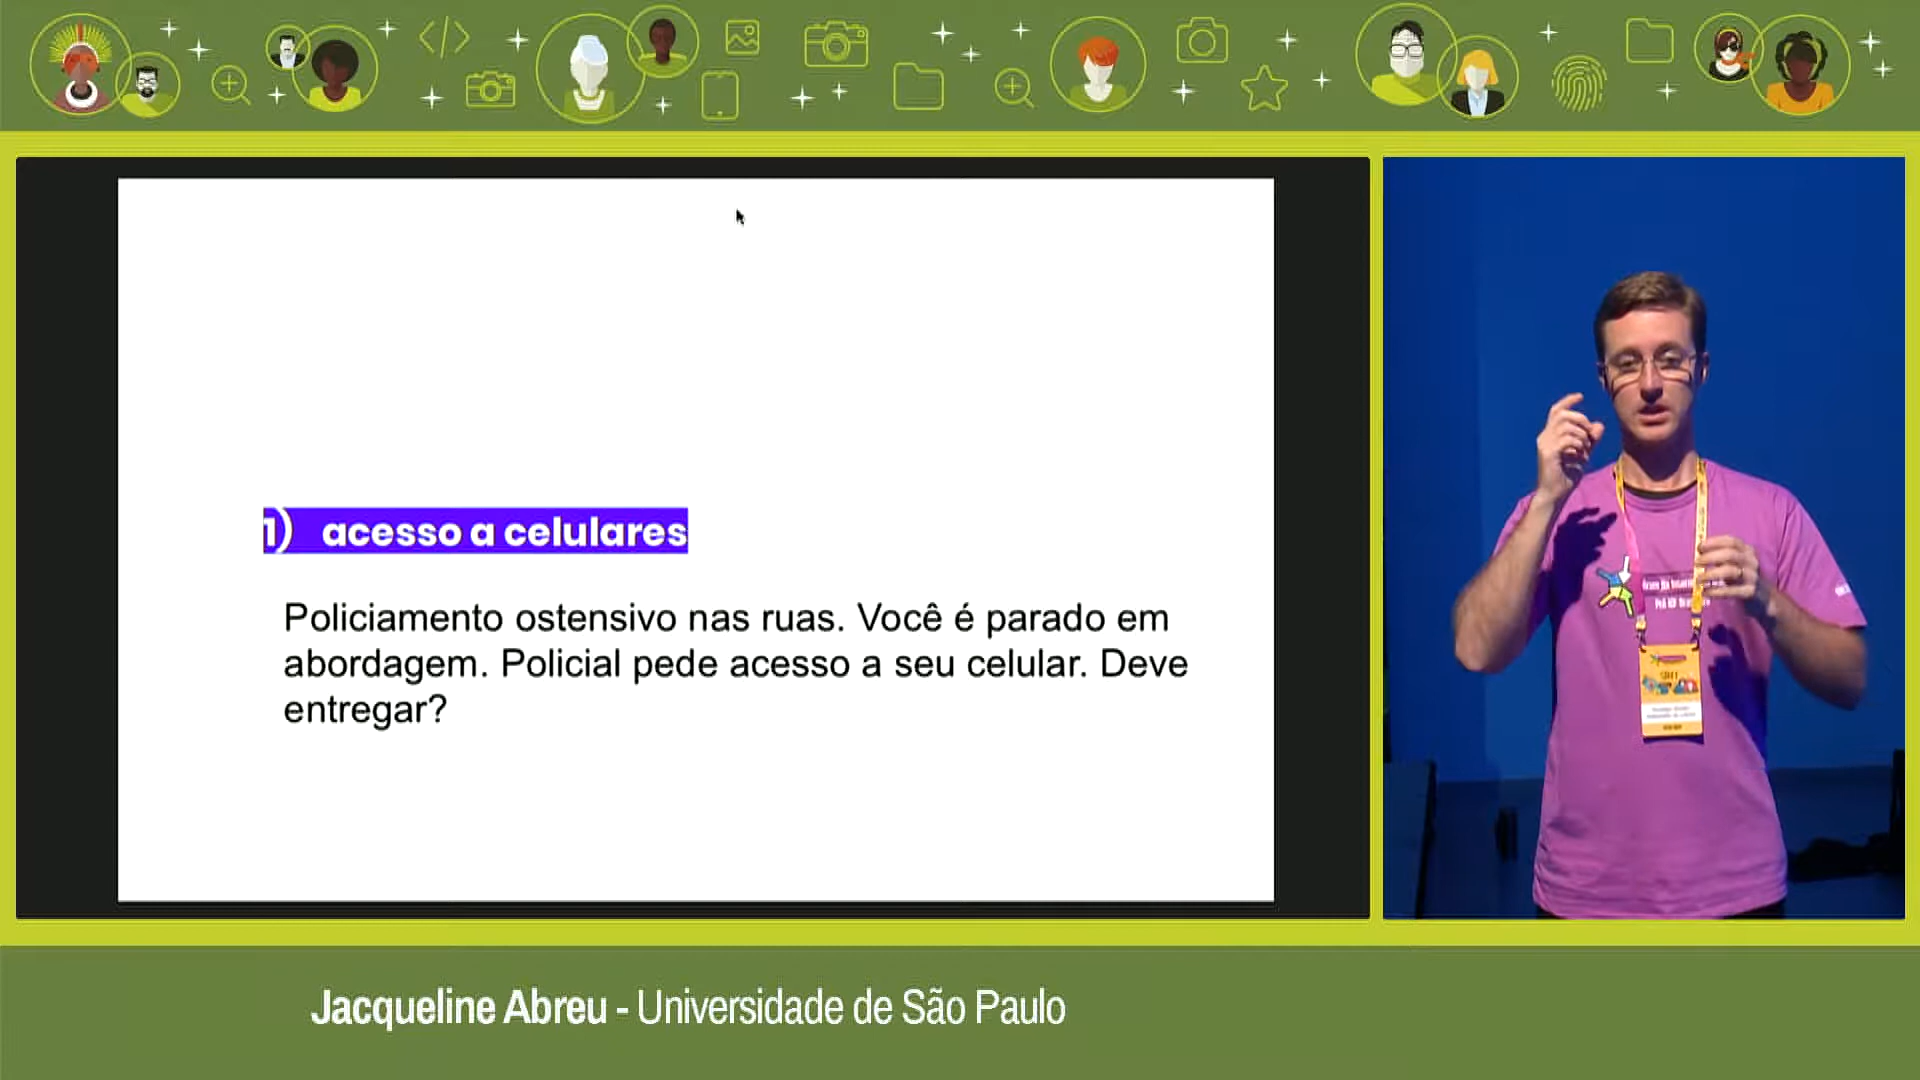 1) acesso a celulares
Policiamento ostensivo nas ruas. Você é parado em
abordagem. Policial pede acesso a seu celular. Deve
entregar?
Jacqueline Abreu - Universidade de São Paulo